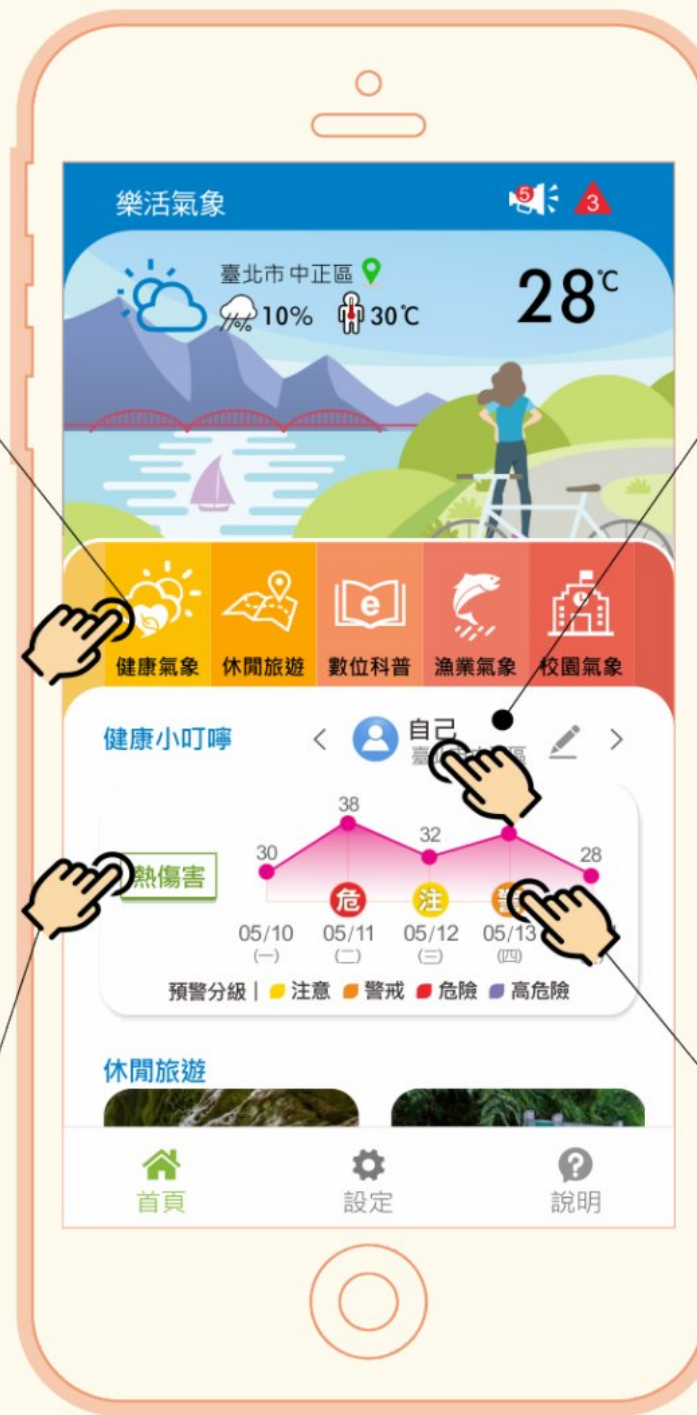 樂活氣象 5 3
臺北市 中正區
10% 30℃ 28℃
健康氣象 休閒旅遊 數位科普 漁業氣象 校園氣象
健康小叮嚀 < 自己 >
熱傷害
30 38 32 28
危 注
05/10 05/11 05/12 05/13
(一) (二) (三) (四)
預警分級| 注意 警戒 危險 高危險
休閒旅遊
首頁 設定 說明